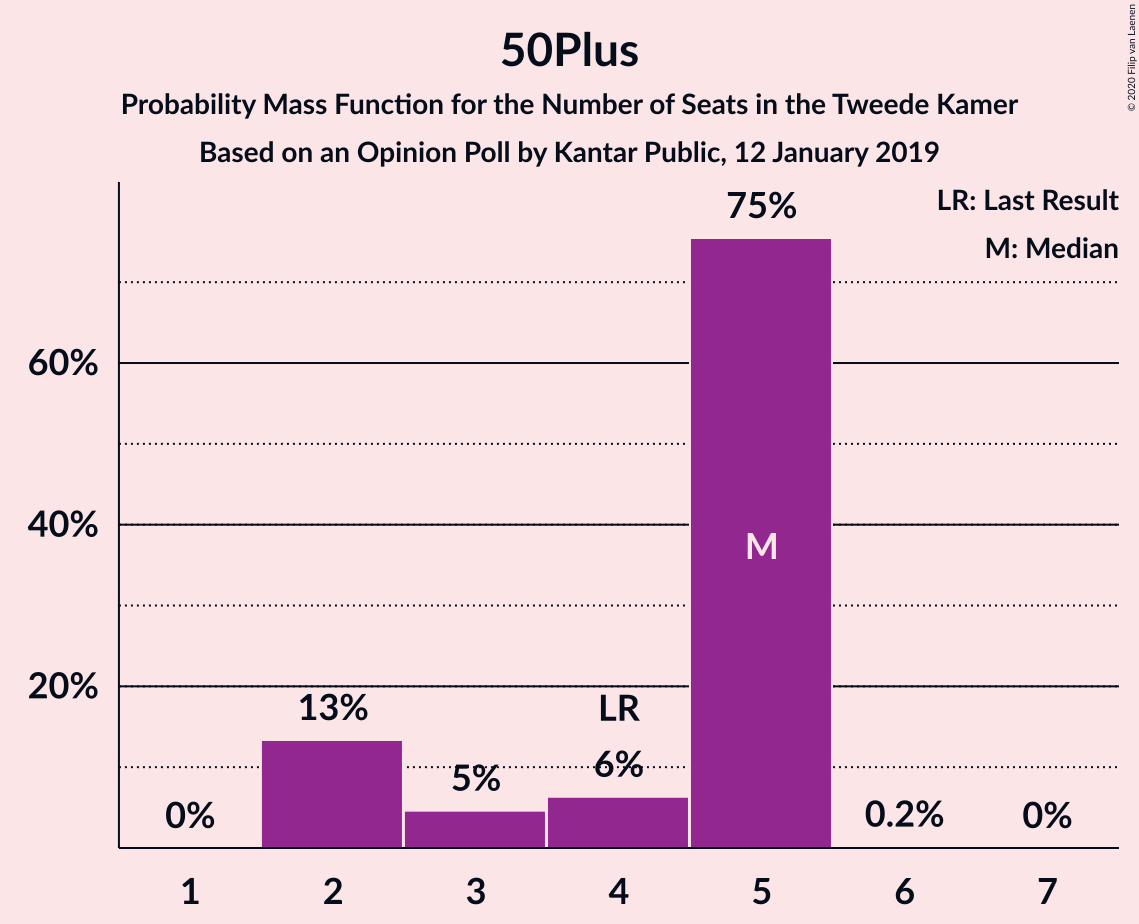 50Plus
Probability Mass Function for the Number of Seats in the Tweede Kamer
Based on an Opinion Poll by Kantar Public, 12 January 2019
© 2020 Filip van Laenen
LR: Last Result
M: Median
75%
60%
40%
20%
M
13%
LR
5%
6%
0%
0.2%
0%
1 2 3 4 5 6 7